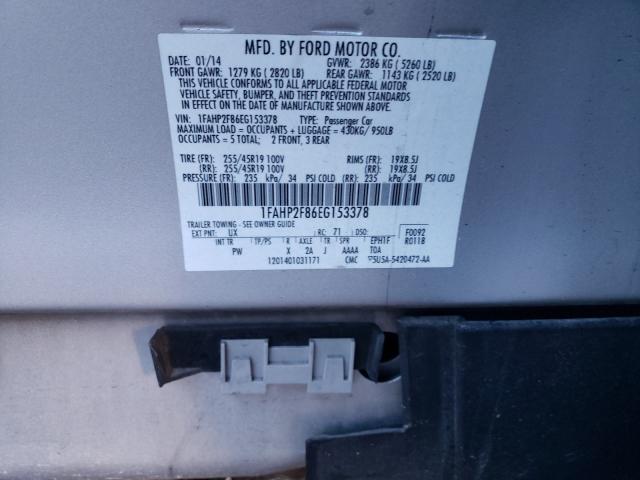 MFD. BY FORD MOTOR CO.
DATE: 01/14 GVWR: 2386 KG ( 5260 LB)
FRONT GAWR: 1279 KG ( 2820 LB) REAR GAWR: 1143 KG ( 2520 LB)
THIS VEHICLE CONFORMS TO ALL APPLICABLE FEDERAL MOTOR
VEHICLE SAFETY, BUMPER, AND THEFT PREVENTION STANDARDS
IN EFFECT ON THE DATE OF MANUFACTURE SHOWN ABOVE.
VIN: 1FAHP2F86EG153378 TYPE: Passenger Car
MAXIMUM LOAD = OCCUPANTS + LUGGAGE = 430KG/ 950LB
OCCUPANTS = 5 TOTAL; 2 FRONT, 3 REAR
TIRE (FR): 255/45R19 100V RIMS (FR): 19X8.5J
(RR): 255/45R19 100V (RR): 19X8.5J
PRESSURE (FR): 235 kPa/ 34 PSI COLD (RR): 235 kPa/ 34 PSI COLD
1FAHP2F86EG153378
TRAILER TOWING - SEE OWNER GUIDE
EXT PNT: UX RC: 71 DSO: F0092
INT TR TP/PS R AXLE TR SPR EPH1F R0118
PW X 2A J AAAA TOA
1201401031171 CMC 5U5A-5420472-AA